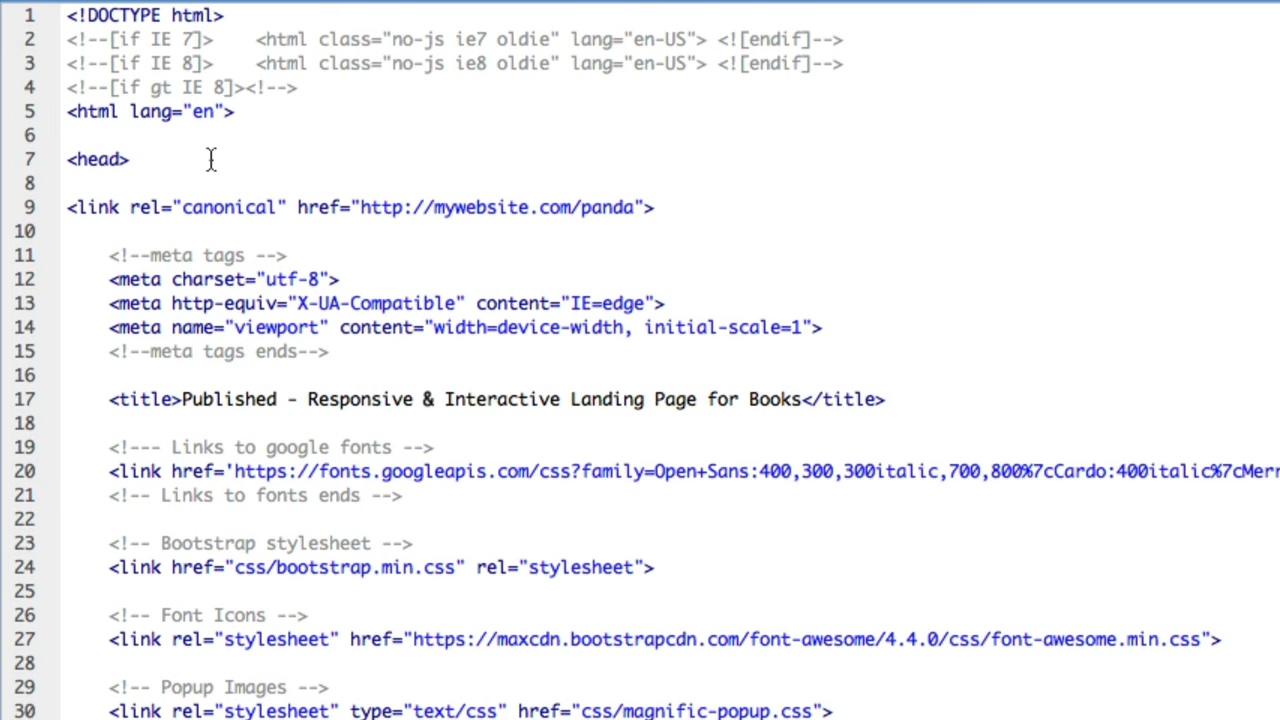 1 <!DOCTYPE html>
2 <!--[if IE 7]>    <html class="no-js ie7 oldie" lang="en-US"> <![endif]-->
3 <!--[if IE 8]>    <html class="no-js ie8 oldie" lang="en-US"> <![endif]-->
4 <!--[if gt IE 8]><!-->
5 <html lang="en">
6
7 <head>
8
9 <link rel="canonical" href="http://mywebsite.com/panda">
10
11     <!--meta tags -->
12     <meta charset="utf-8">
13     <meta http-equiv="X-UA-Compatible" content="IE=edge">
14     <meta name="viewport" content="width=device-width, initial-scale=1">
15     <!--meta tags ends-->
16
17     <title>Published - Responsive & Interactive Landing Page for Books</title>
18
19     <!--- Links to google fonts -->
20     <link href='https://fonts.googleapis.com/css?family=Open+Sans:400,300,300italic,700,800%7cCardo:400italic%7cMerr
21     <!-- Links to fonts ends -->
22
23     <!-- Bootstrap stylesheet -->
24     <link href="css/bootstrap.min.css" rel="stylesheet">
25
26     <!-- Font Icons -->
27     <link rel="stylesheet" href="https://maxcdn.bootstrapcdn.com/font-awesome/4.4.0/css/font-awesome.min.css">
28
29     <!-- Popup Images -->
30     <link rel="stylesheet" type="text/css" href="css/magnific-popup.css">